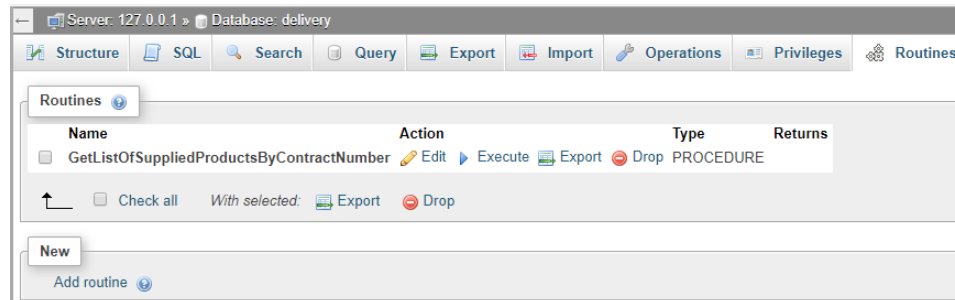 ← Server: 127.0.0.1 » Database: delivery
Structure SQL Search Query Export Import Operations Privileges Routines
Routines
Name Action Type Returns
GetListOfSuppliedProductsByContractNumber Edit Execute Export Drop PROCEDURE
Check all With selected: Export Drop
New
Add routine